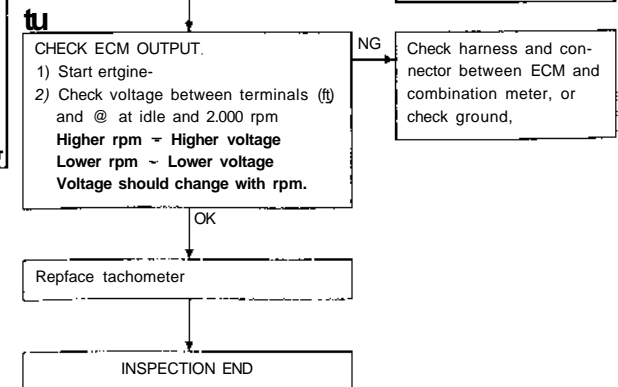 tu
CHECK ECM OUTPUT.
1) Start ertgine-
2) Check voltage between terminals (ft)
and @ at idle and 2.000 rpm
Higher rpm = Higher voltage
Lower rpm ~ Lower voltage
Voltage should change with rpm.
NG
Check harness and con-
nector between ECM and
combination meter, or
check ground,
OK
Repface tachometer
INSPECTION END